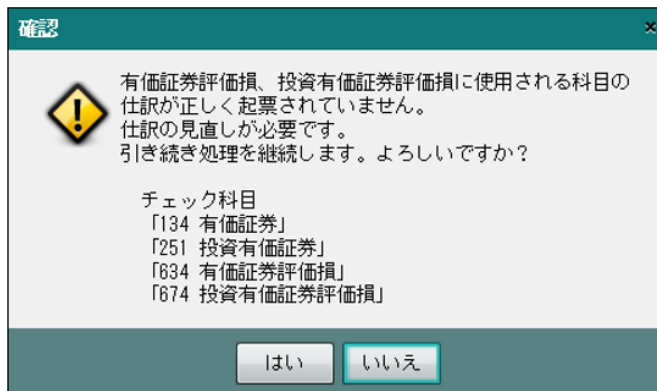 確認
×
有価証券評価損、投資有価証券評価損に使用される科目の
仕訳が正しく起票されていません。
仕訳の見直しが必要です。
引き続き処理を継続します。よろしいですか？
チェック科目
「134 有価証券」
「251 投資有価証券」
「634 有価証券評価損」
「674 投資有価証券評価損」
はい
いいえ